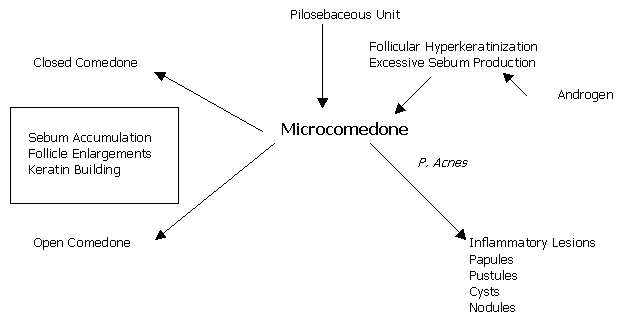 Pilosebaceous Unit
Follicular Hyperkeratinization
Excessive Sebum Production
Closed Comedone
Androgen
Microcomedone
Sebum Accumulation
Follicle Enlargements
Keratin Building
P. Acnes
Open Comedone
Inflammatory Lesions
Papules
Pustules
Cysts
Nodules